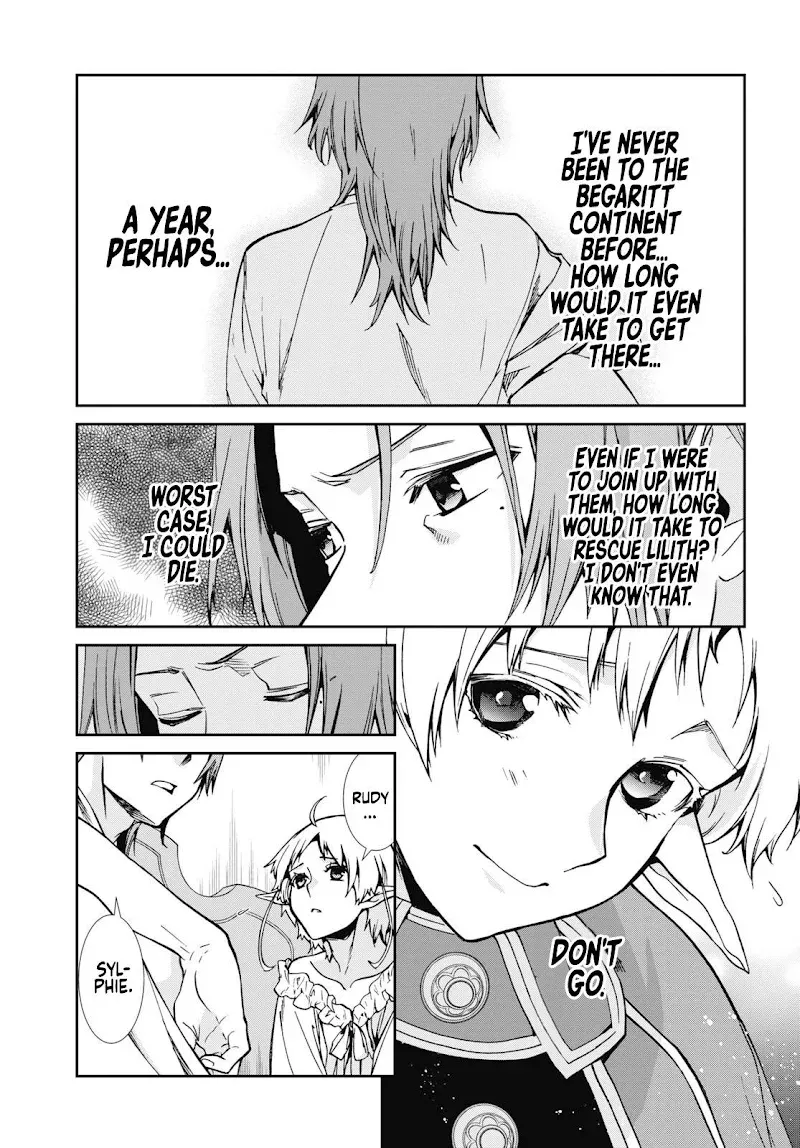 I'VE NEVER
BEEN TO THE
BEGARITT
CONTINENT
BEFORE...
HOW LONG
WOULD IT EVEN
TAKE TO GET
THERE...
A YEAR,
PERHAPS...
EVEN IF I WERE
TO JOIN UP WITH
THEM, HOW LONG
WOULD IT TAKE TO
RESCUE LILITH?
I DON'T EVEN
KNOW THAT.
WORST
CASE,
I COULD
DIE.
DON'T
GO.
RUDY
...
SYL-
PHIE.